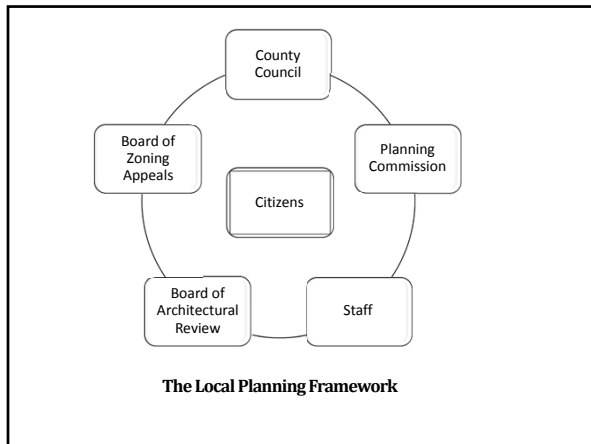 County
Council
Board of
Zoning
Appeals
Planning
Commission
Citizens
Board of
Architectural
Review
Staff
The Local Planning Framework